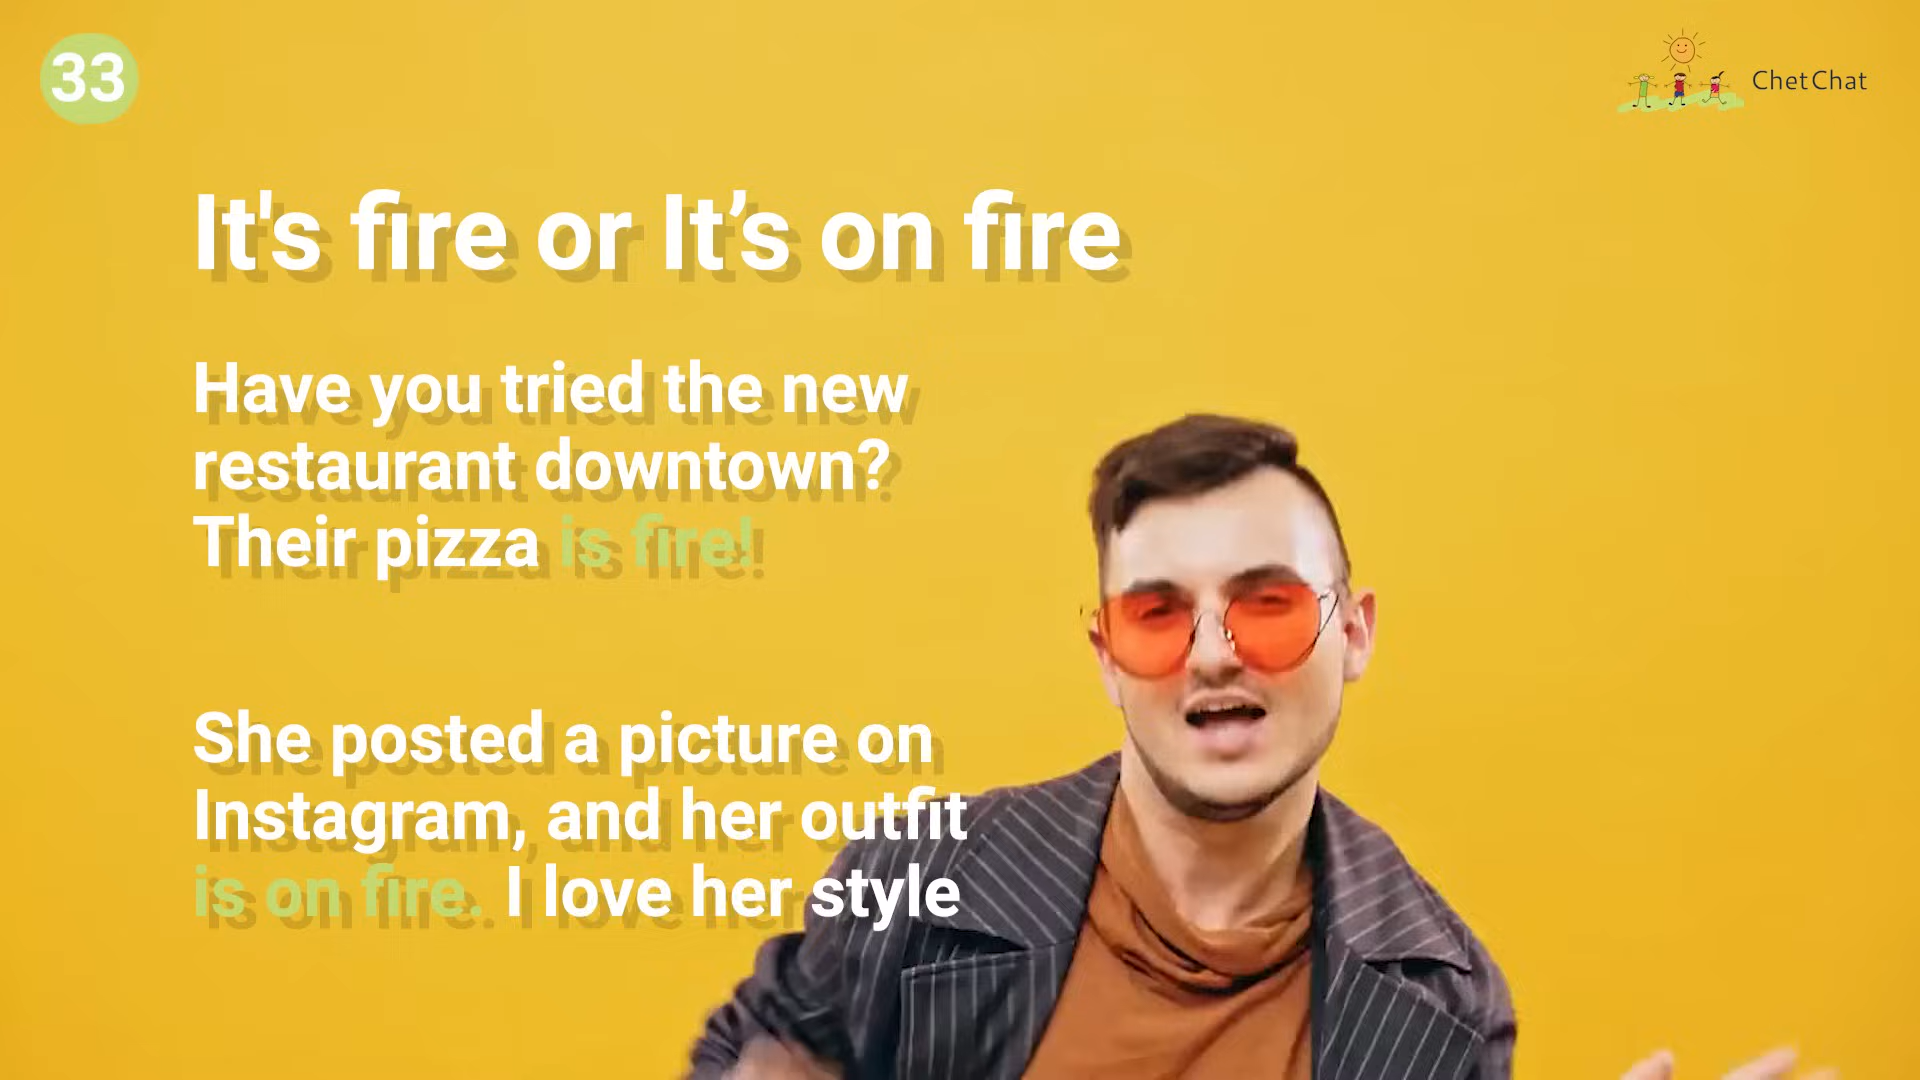 33
ChetChat
It's fire or It’s on fire
Have you tried the new
restaurant downtown?
Their pizza is fire!
She posted a picture on
Instagram, and her outfit
is on fire. I love her style